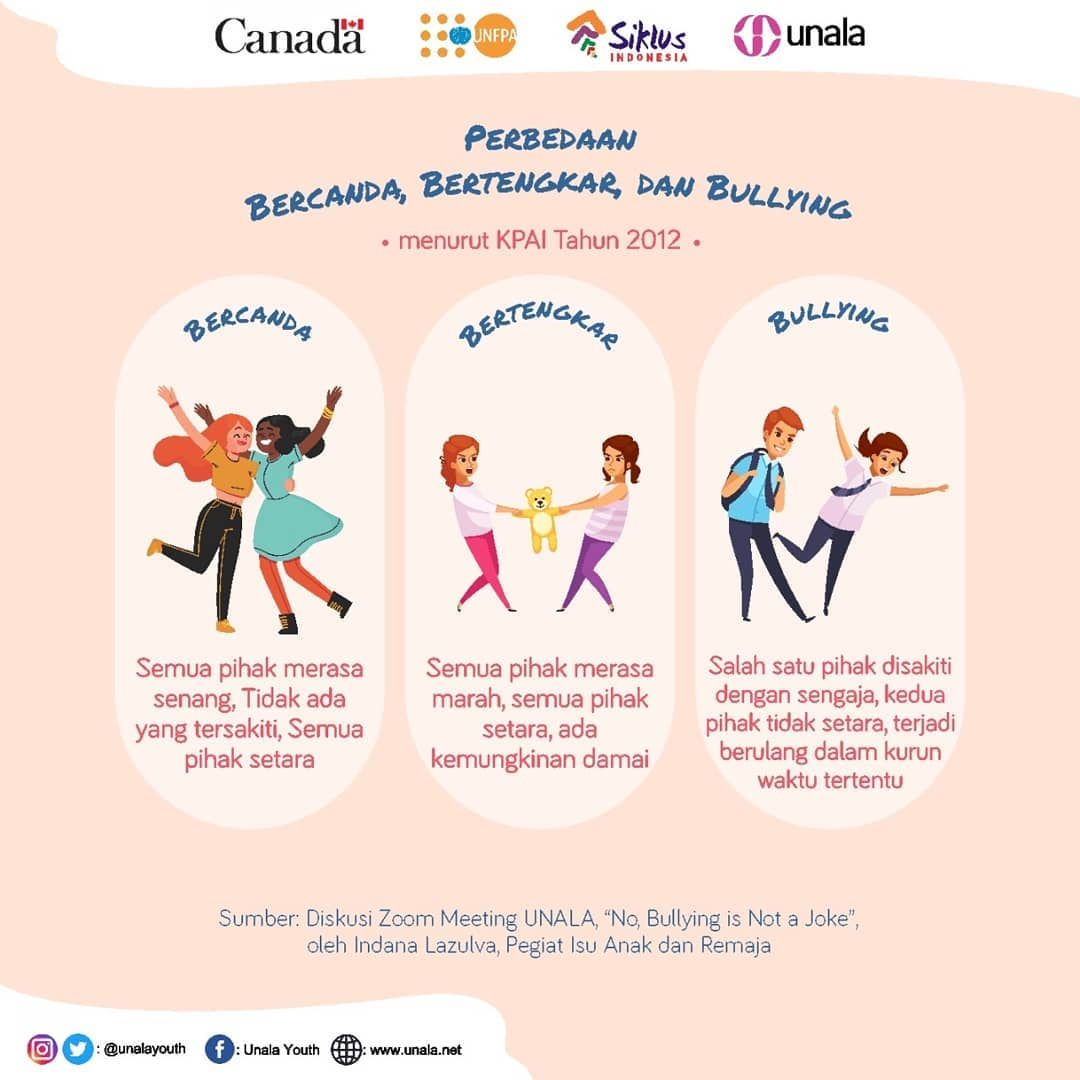 Canada
UNFPA
Siklus
INDONESIA
unala
PERBEDAAN
BERCANDA, BERTENGKAR, DAN BULLYING
• menurut KPAI Tahun 2012 •
BERCANDA
Semua pihak merasa
senang, Tidak ada
yang tersakiti, Semua
pihak setara
BERTENGKAR
Semua pihak merasa
marah, semua pihak
setara, ada
kemungkinan damai
BULLYING
Salah satu pihak disakiti
dengan sengaja, kedua
pihak tidak setara, terjadi
berulang dalam kurun
waktu tertentu
Sumber: Diskusi Zoom Meeting UNALA, “No, Bullying is Not a Joke”,
oleh Indana Lazulva, Pegiat Isu Anak dan Remaja
: @unalayouth : Unala Youth : www.unala.net